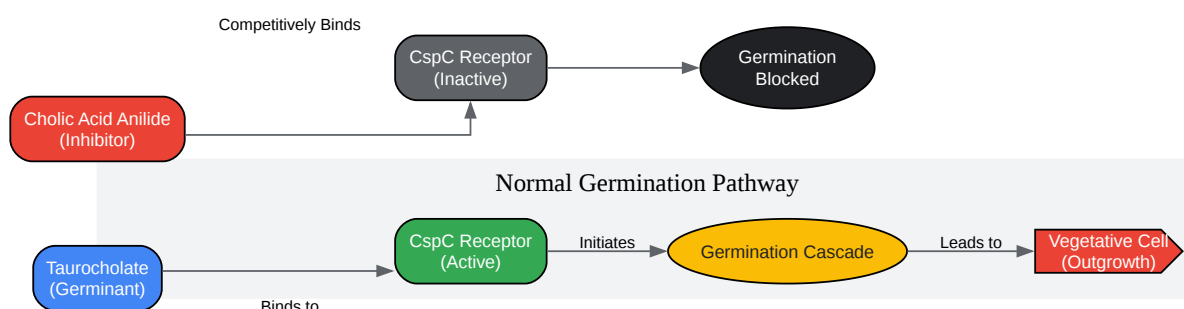 Competitively Binds
CspC Receptor
(Inactive)
Germination
Blocked
Cholic Acid Anilide
(Inhibitor)
Normal Germination Pathway
CspC Receptor
(Active)
Initiates
Germination Cascade
Leads to
Vegetative Cell
(Outgrowth)
Taurocholate
(Germinant)
Binds to